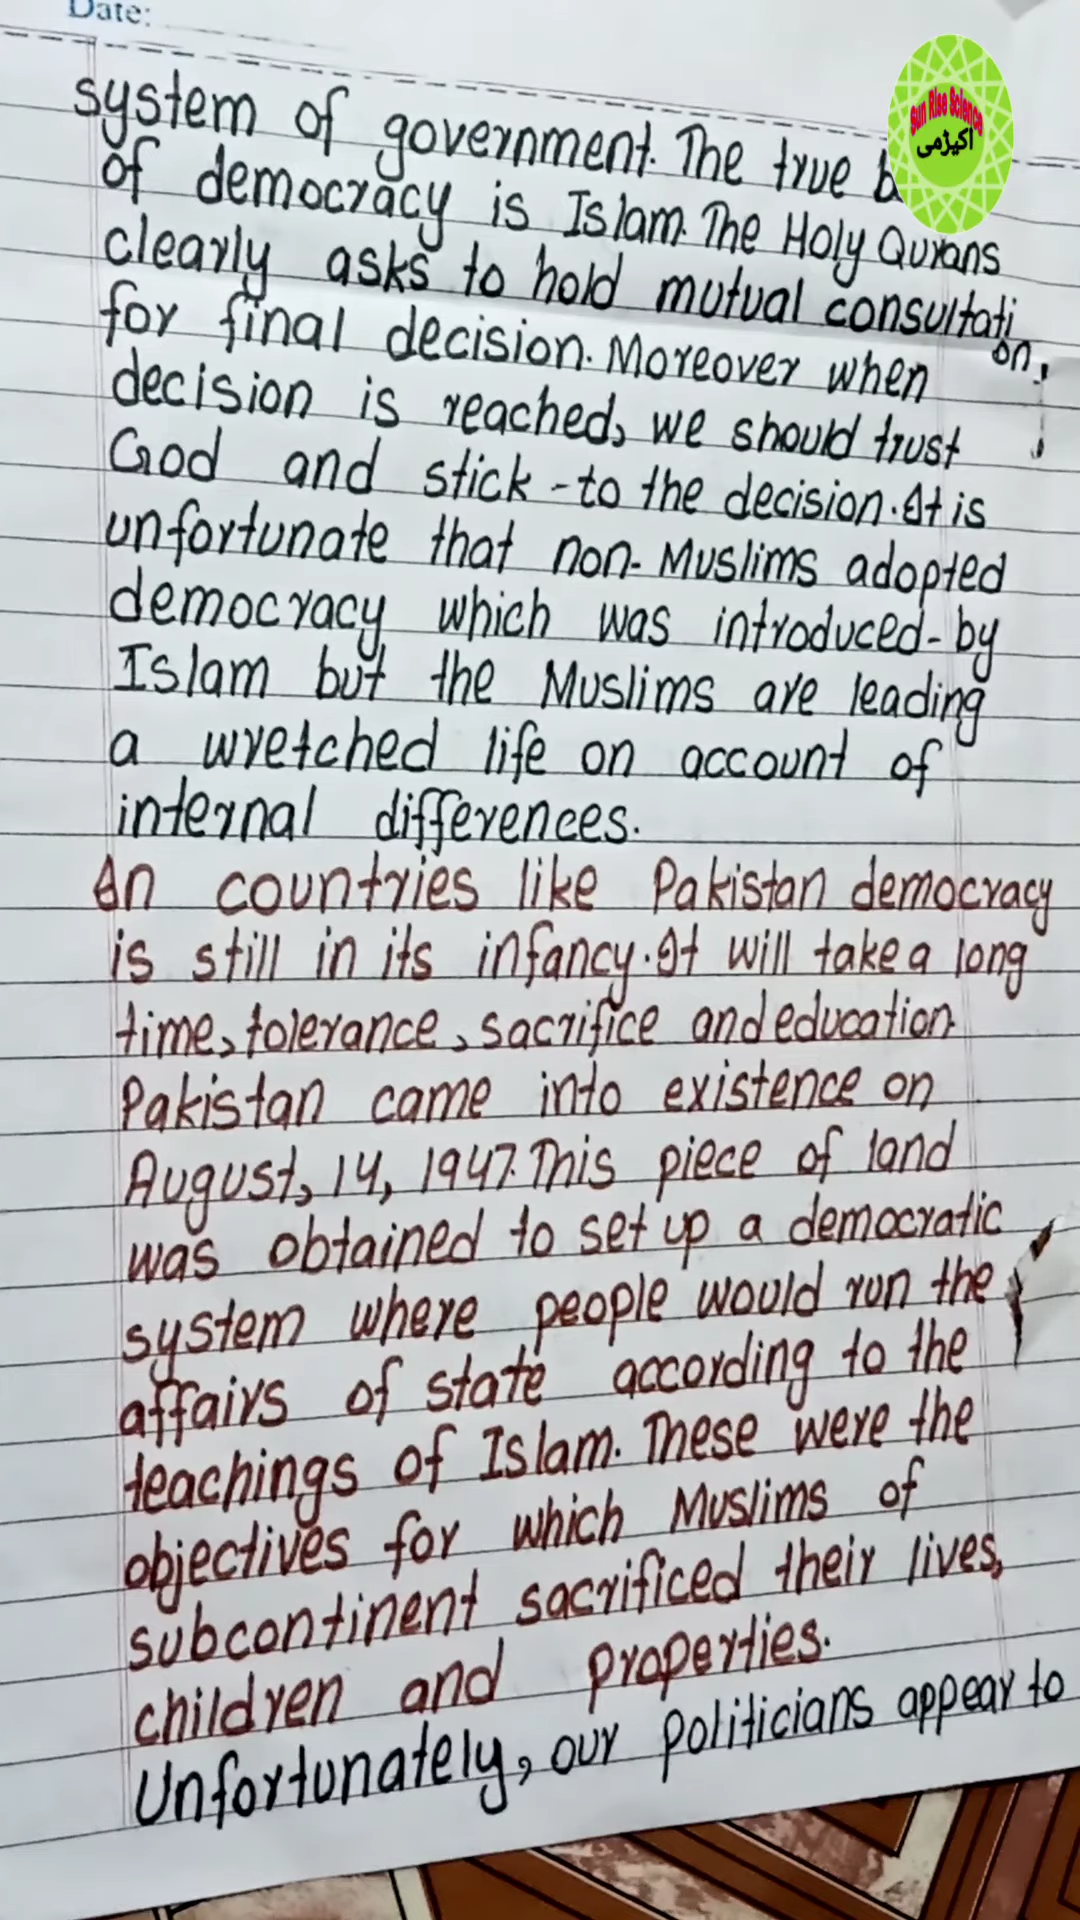 Date:
Sun Rise Science
اکیڈمی
system of government. The true
of democracy is Islam. The Holy Qurans
clearly asks to hold mutual consultati
on,
for final decision. Moreover when
decision is reached, we should trust
God and stick - to the decision. It is
unfortunate that non- Muslims adopted
democracy which was introduced - by
Islam but the Muslims are leading
a wretched life on account of
internal differences.
In countries like Pakistan democracy
is still in its infancy. It will take a long
time, tolerance, sacrifice and education.
Pakistan came into existence on
August, 14, 1947. This piece of land
was obtained to set up a democratic
system where people would run the
affairs of state according to the
teachings of Islam. These were the
objectives for which Muslims of
subcontinent sacrificed their lives,
children and properties.
Unfortunately, our politicians appear to